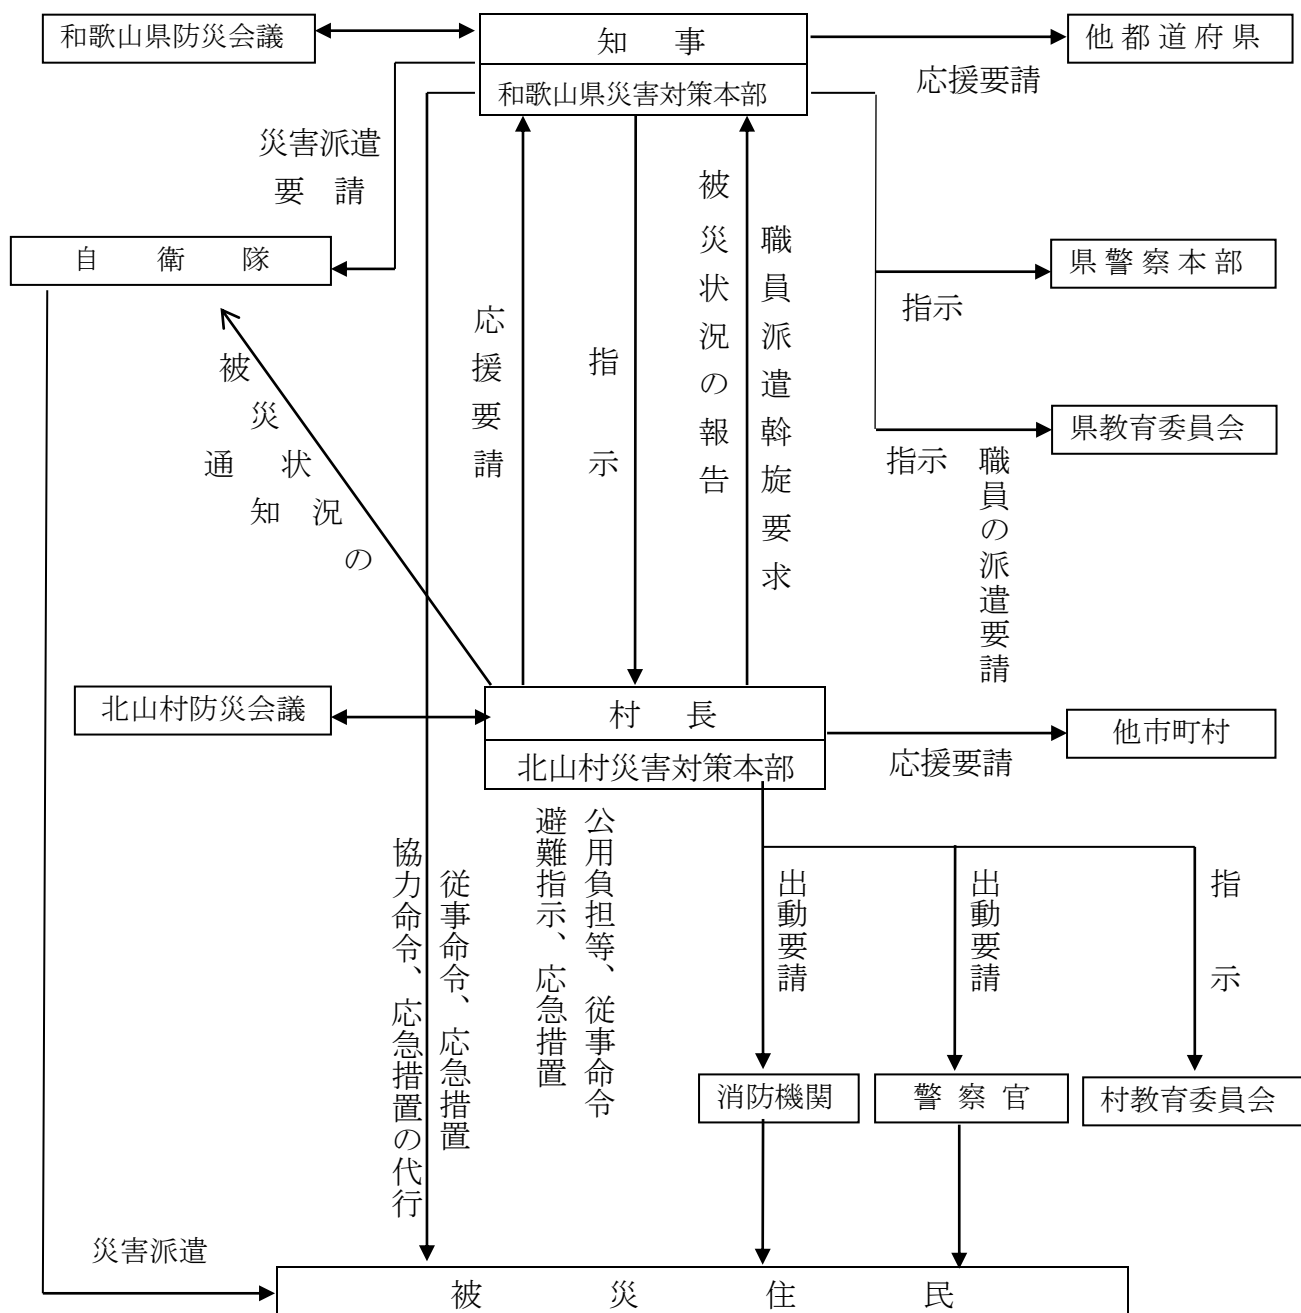 和歌山県防災会議
知　事
他都道府県
応援要請
和歌山県災害対策本部
災害派遣
要　請
自　衛　隊
被災状況の
通知
応援要請
指　示
被災状況の報告
職員派遣斡旋要求
県警察本部
指示
県教育委員会
指示
職員の派遣要請
北山村防災会議
村　長
北山村災害対策本部
他市町村
応援要請
従事命令、応急措置
協力命令、応急措置の代行
公用負担等、従事命令
避難指示、応急措置
出動要請
出動要請
指　示
消防機関
警察官
村教育委員会
災害派遣
被　災　住　民